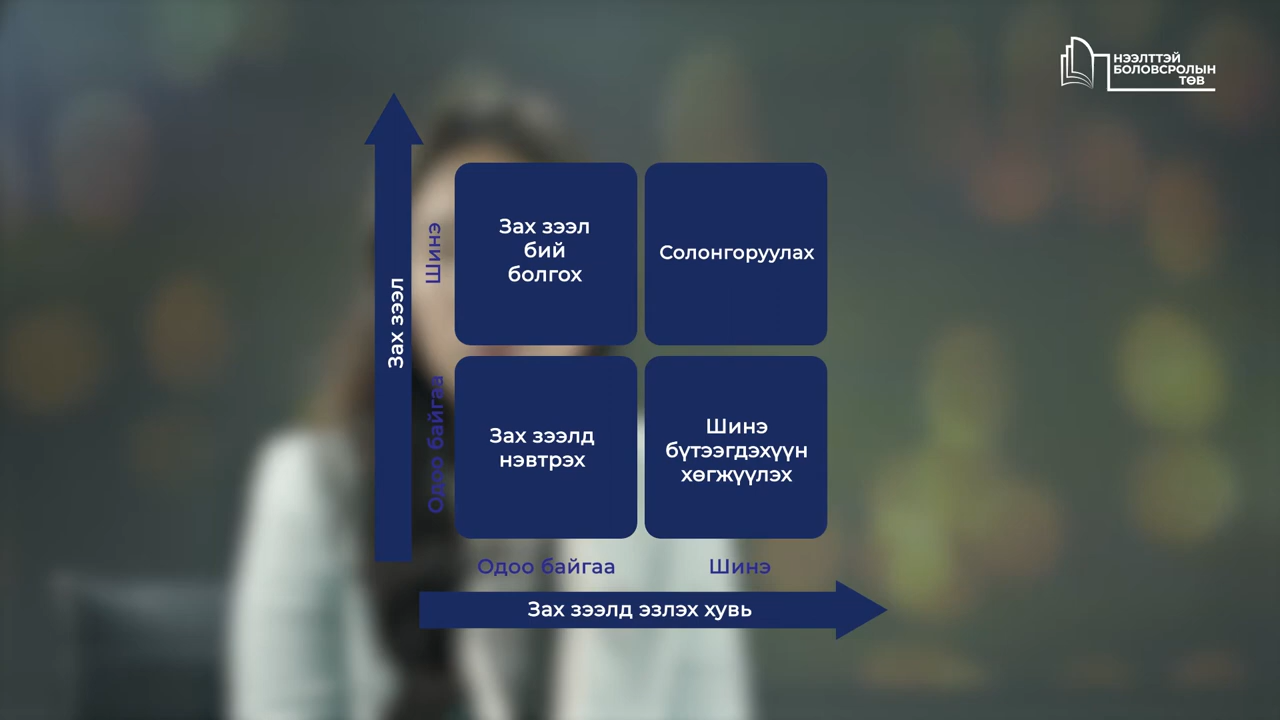 НЭЭЛТТЭЙ
БОЛОВСРОЛЫН
ТӨВ
Зах зээл
Шинэ
Одоо байгаа
Зах зээл
бий
болгох
Солонгоруулах
Зах зээлд
нэвтрэх
Шинэ
бүтээгдэхүүн
хөгжүүлэх
Одоо байгаа
Шинэ
Зах зээлд эзлэх хувь